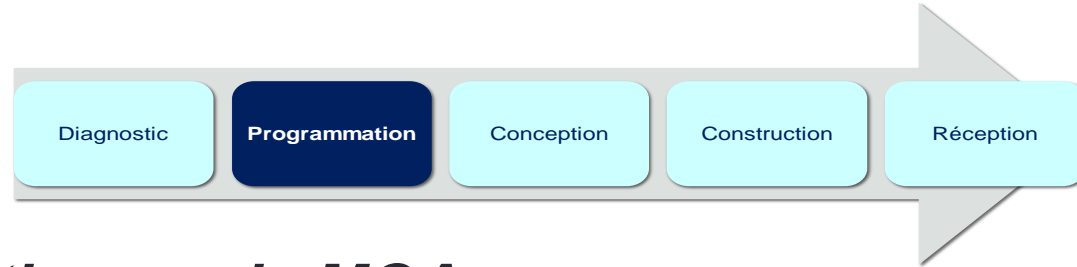 Diagnostic
Programmation
Conception
Construction
Réception